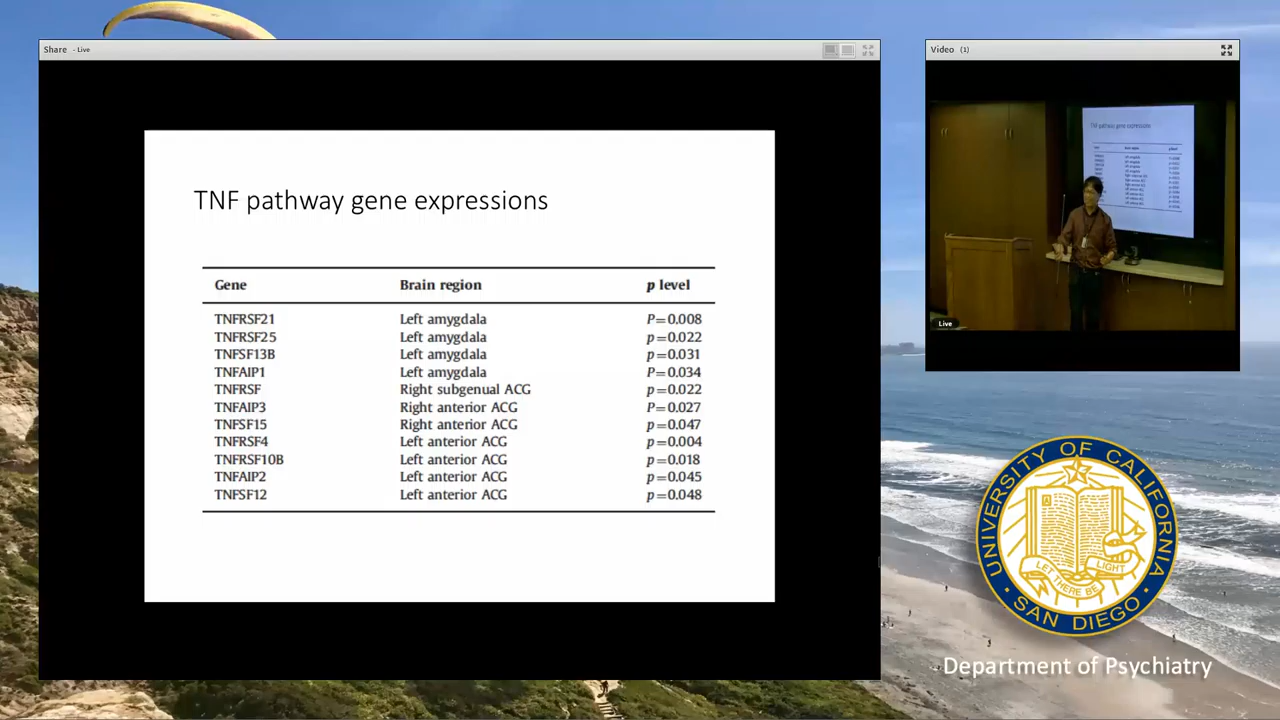 Share - Live
Video (1)
TNF pathway gene expressions
Gene Brain region p level
TNFRSF21 Left amygdala P=0.008
TNFRSF25 Left amygdala p=0.022
TNFSF13B Left amygdala p=0.031
TNFAIP1 Left amygdala P=0.034
TNFRSF Right subgenual ACG p=0.022
TNFAIP3 Right anterior ACG P=0.027
TNFSF15 Right anterior ACG p=0.047
TNFRSF4 Left anterior ACG p=0.004
TNFRSF10B Left anterior ACG p=0.018
TNFAIP2 Left anterior ACG p=0.045
TNFSF12 Left anterior ACG p=0.048
TNF pathway gene expressions
Live
UNIVERSITY OF CALIFORNIA
SAN DIEGO
A
LET THERE BE LIGHT
Department of Psychiatry